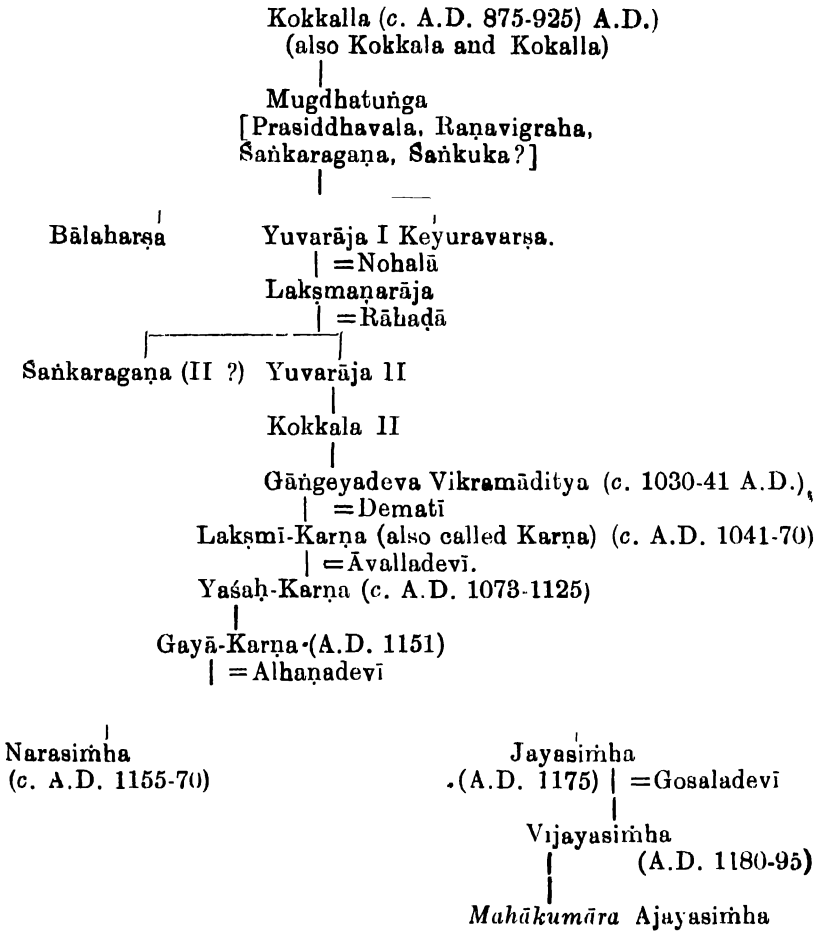 Kokkalla (c. A.D. 875-925) A.D.)
(also Kokkala and Kokalla)
Mugdhatuṅga
[Prasiddhavala, Raṇavigraha,
Śaṅkaragaṇa, Śaṅkuka?]
Bālaharṣa Yuvarāja I Keyuravarṣa.
=Nohalā
Lakṣmaṇarāja
=Rāhaḍā
Śaṅkaragaṇa (II ?) Yuvarāja II
Kokkala II
Gāṅgeyadeva Vikramāditya (c. 1030-41 A.D.),
=Dematī
Lakṣmī-Karṇa (also called Karṇa) (c. A.D. 1041-70)
=Āvalladevī.
Yaśaḥ-Karṇa (c. A.D. 1073-1125)
Gayā-Karṇa (A.D. 1151)
=Alhaṇadevī
Narasiṁha Jayasiṁha
(c. A.D. 1155-70) (A.D. 1175) =Gosaladevī
Vijayasiṁha
(A.D. 1180-95)
Mahākumāra Ajayasiṁha